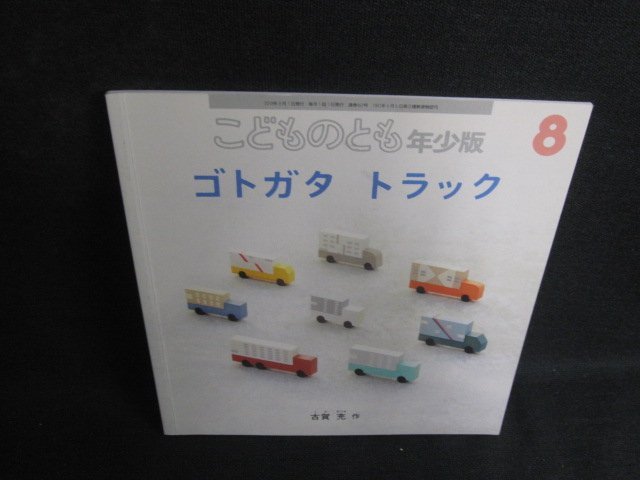 こどものとも 年少版
8
ゴトガタ トラック
古賀 充 作